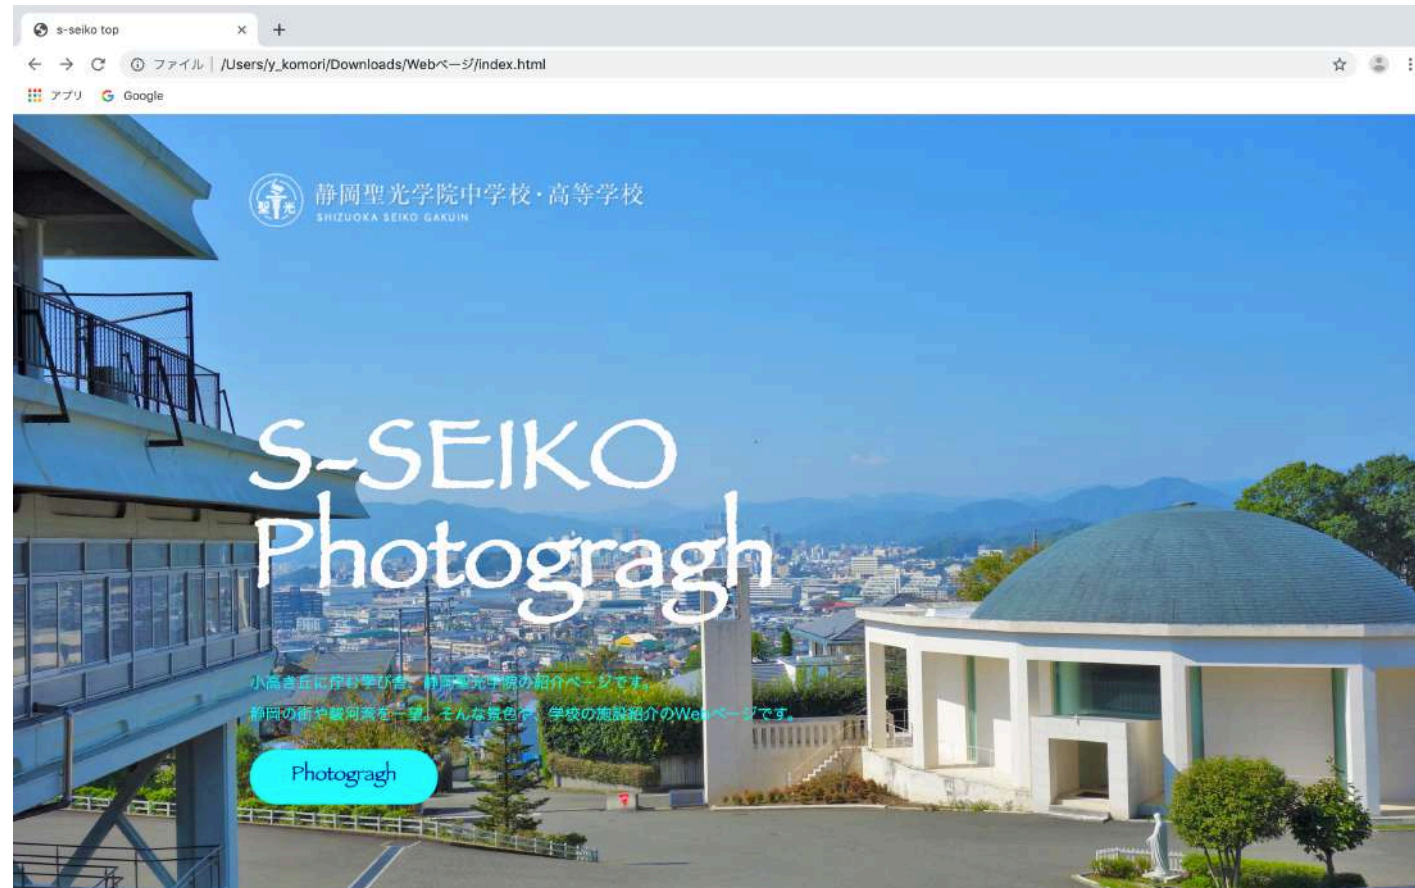 s-seiko top
ファイル | /Users/y_komori/Downloads/Webページ/index.html
アプリ Google
聖光
静岡聖光学院中学校・高等学校
SHIZUOKA SEIKO GAKUIN
S-SEIKO
Photogragh
小高き丘に佇む学び舎、静岡聖光学院の紹介ページです。
静岡の街や駿河湾を一望。そんな景色や、学校の施設紹介のWebページです。
Photogragh